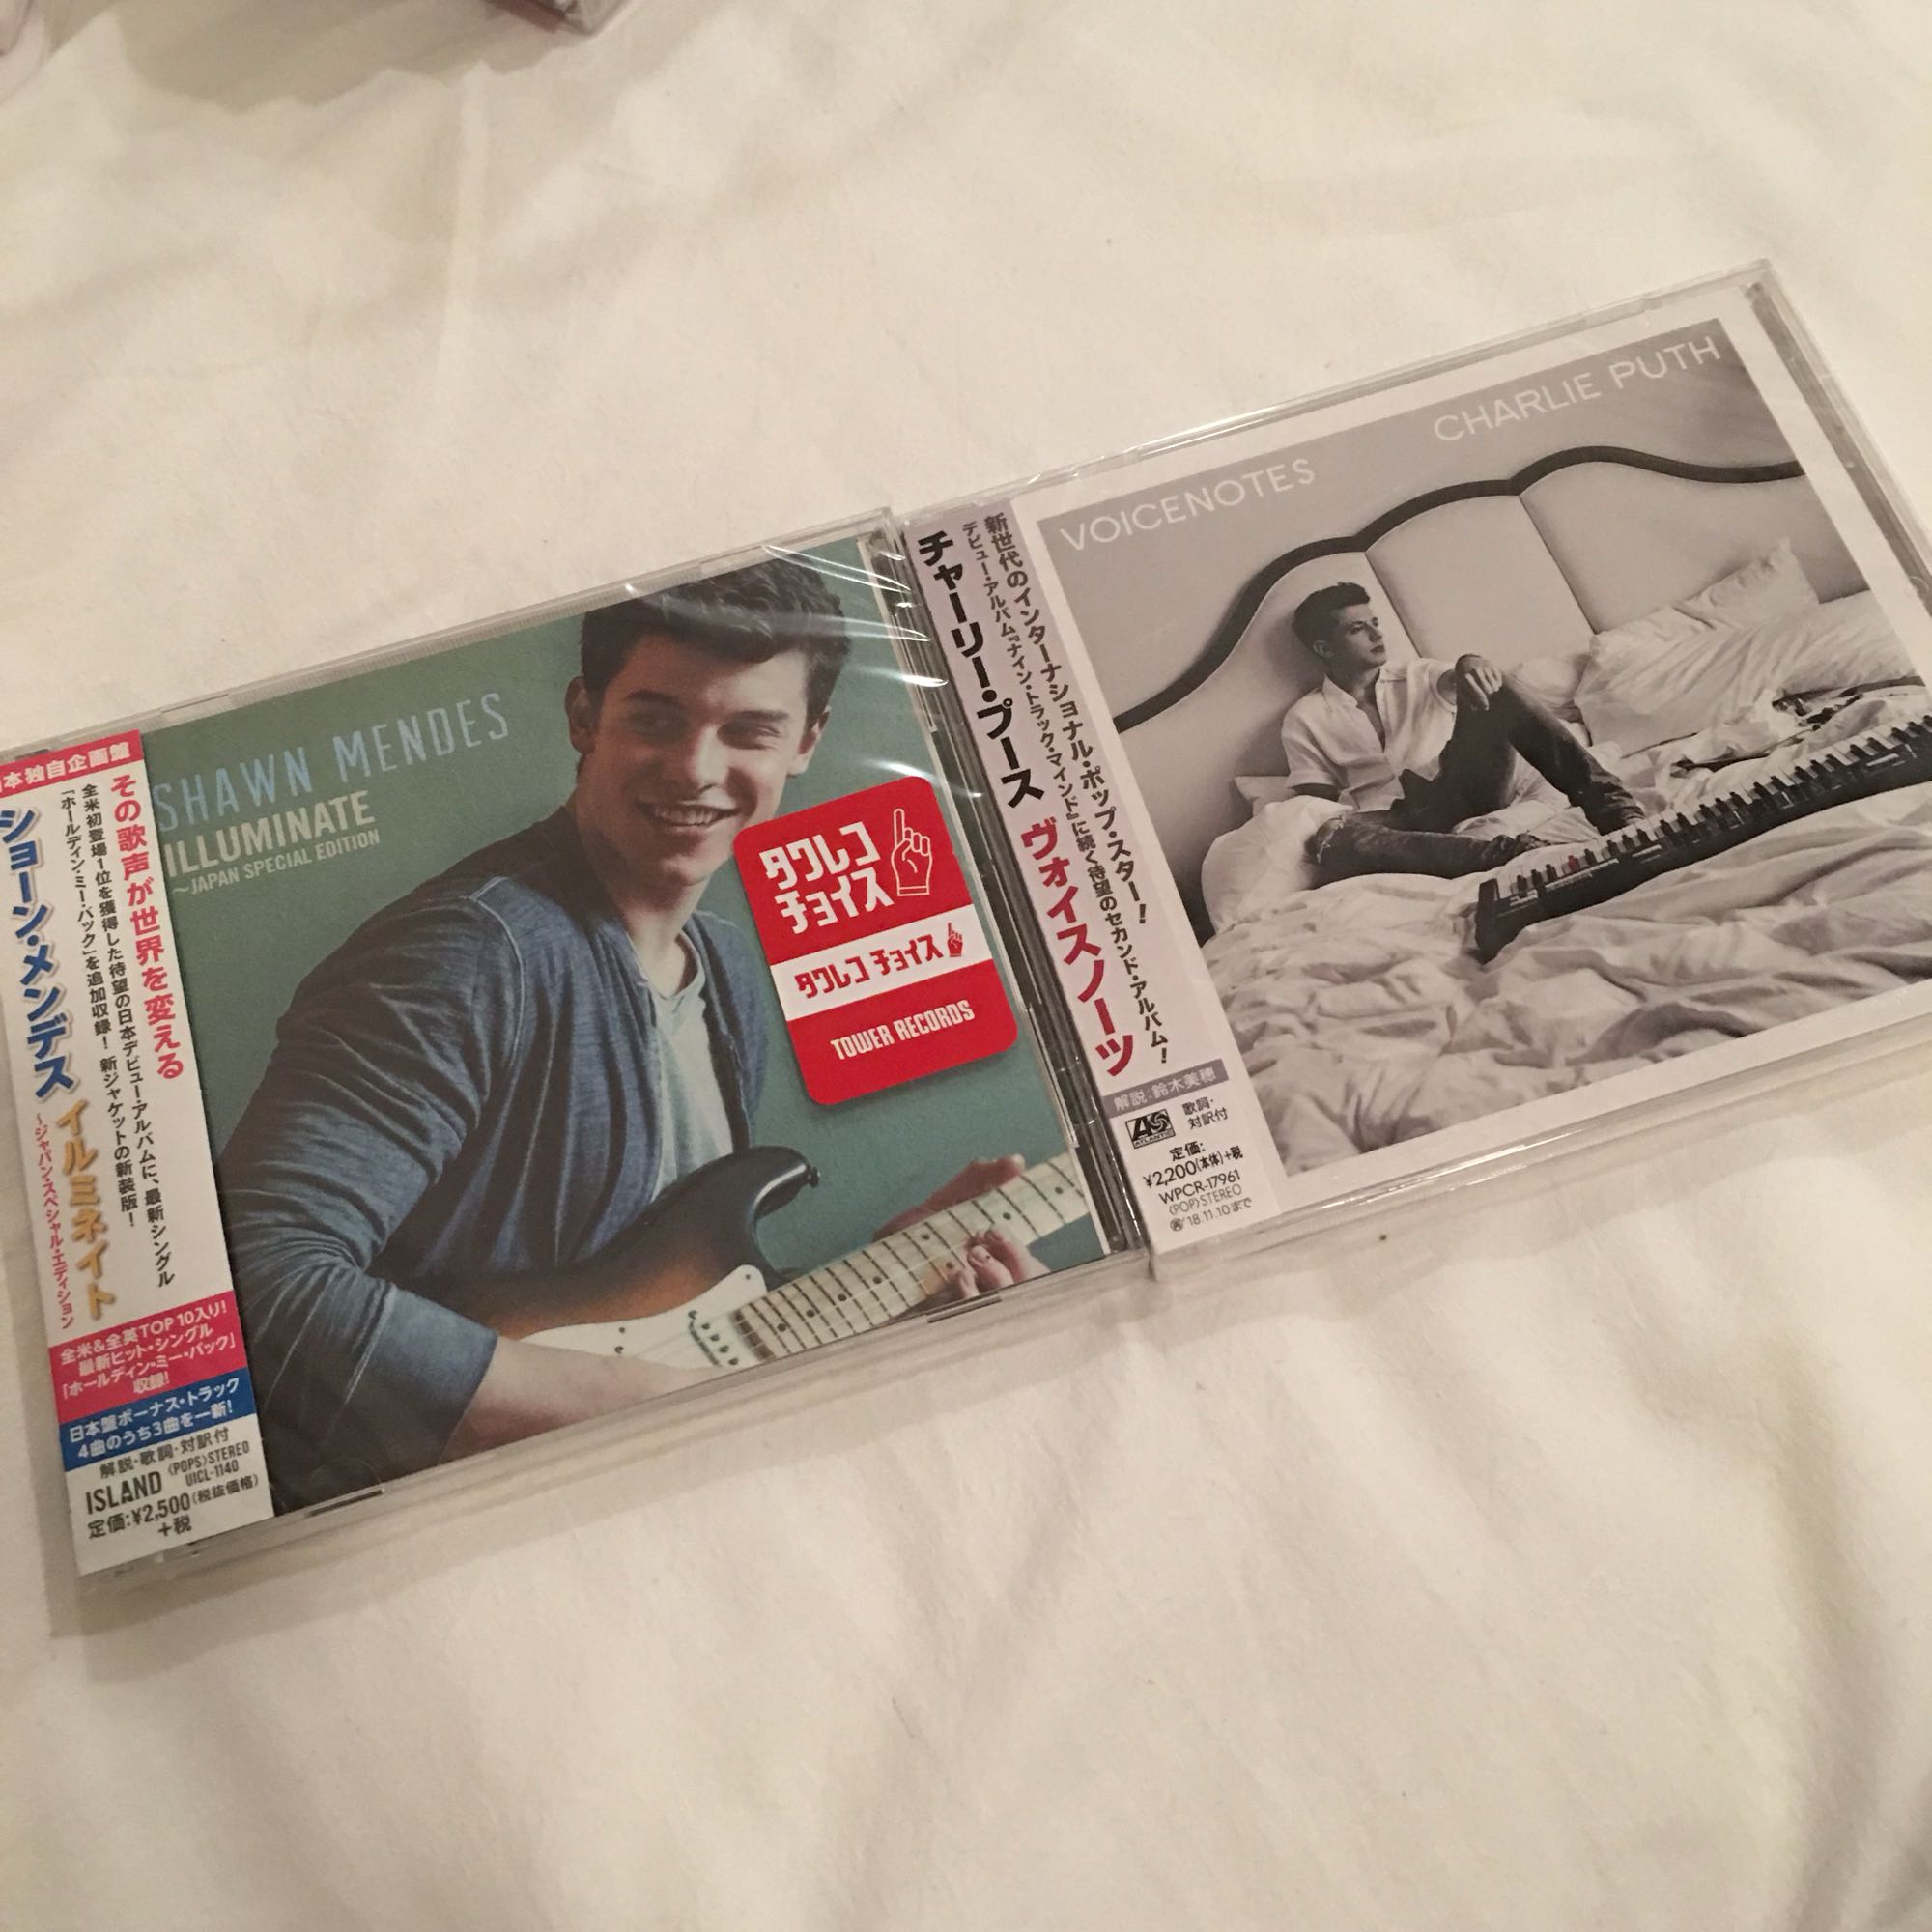 本独自企画盤
その歌声が世界を変える
全米初登場1位を獲得した待望の日本デビュー・アルバムに、最新シングル
「ホールディン・ミー・バック」を追加収録! 新ジャケットの新装版!
ショーン・メンデス イルミネイト
~ジャパン・スペシャル・エディション
全米&全英TOP10入り!
最新ヒット・シングル
「ホールディン・ミー・バック」
収録!
日本盤ボーナス・トラック
4曲のうち3曲を一新!
解説・歌詞・対訳付
ISLAND
〈POPS〉STEREO
UICL-1140
定価:¥2,500(税抜価格)
+税
SHAWN MENDES
ILLUMINATE
~JAPAN SPECIAL EDITION
タワレコ
チョイス
タワレコ チョイス
TOWER RECORDS
新世代のインターナショナル・ポップ・スター!
デビュー・アルバム『ナイン・トラック・マインド』に続く待望のセカンド・アルバム!
チャーリー・プース ヴォイスノーツ
解説:鈴木美穂
ATLANTIC
歌詞・
対訳付
定価:
¥2,200(本体)+税
WPCR-17961
〈POP〉STEREO
'18.11.10まで
VOICENOTES
CHARLIE PUTH